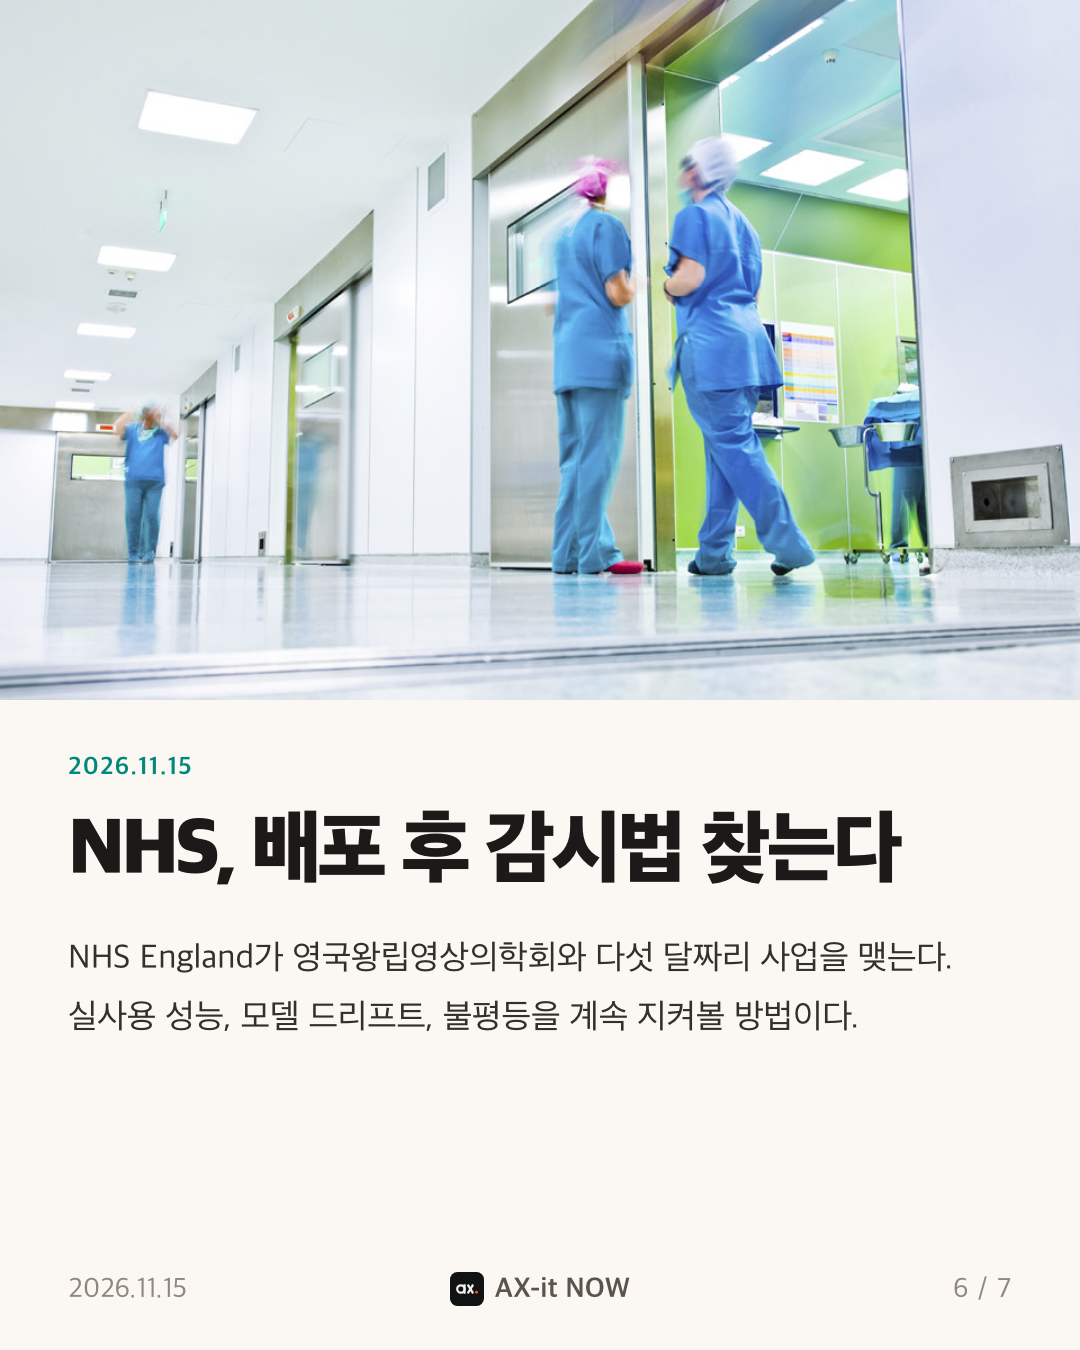 2026.11.15
NHS, 배포 후 감시법 찾는다
NHS England가 영국왕립영상의학회와 다섯 달짜리 사업을 맺는다.
실사용 성능, 모델 드리프트, 불평등을 계속 지켜볼 방법이다.
2026.11.15
ax.
AX-it NOW
6 / 7